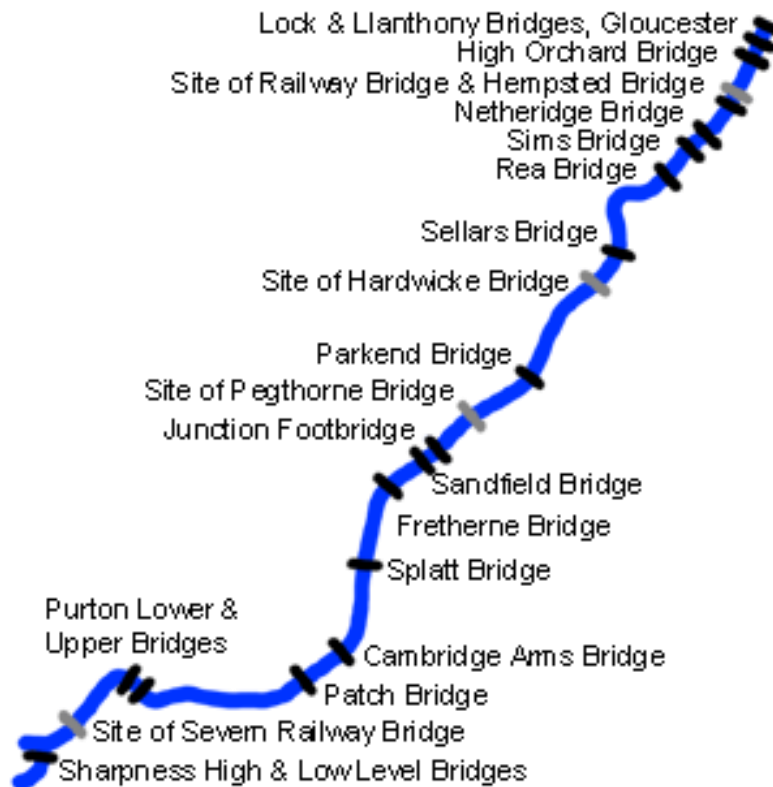 Lock & Llanthony Bridges, Gloucester
High Orchard Bridge
Site of Railway Bridge & Hempsted Bridge
Netheridge Bridge
Sims Bridge
Rea Bridge
Sellars Bridge
Site of Hardwicke Bridge
Parkend Bridge
Site of Pegthorne Bridge
Junction Footbridge
Sandfield Bridge
Fretherne Bridge
Splatt Bridge
Purton Lower &
Upper Bridges
Cambridge Arms Bridge
Patch Bridge
Site of Severn Railway Bridge
Sharpness High & Low Level Bridges